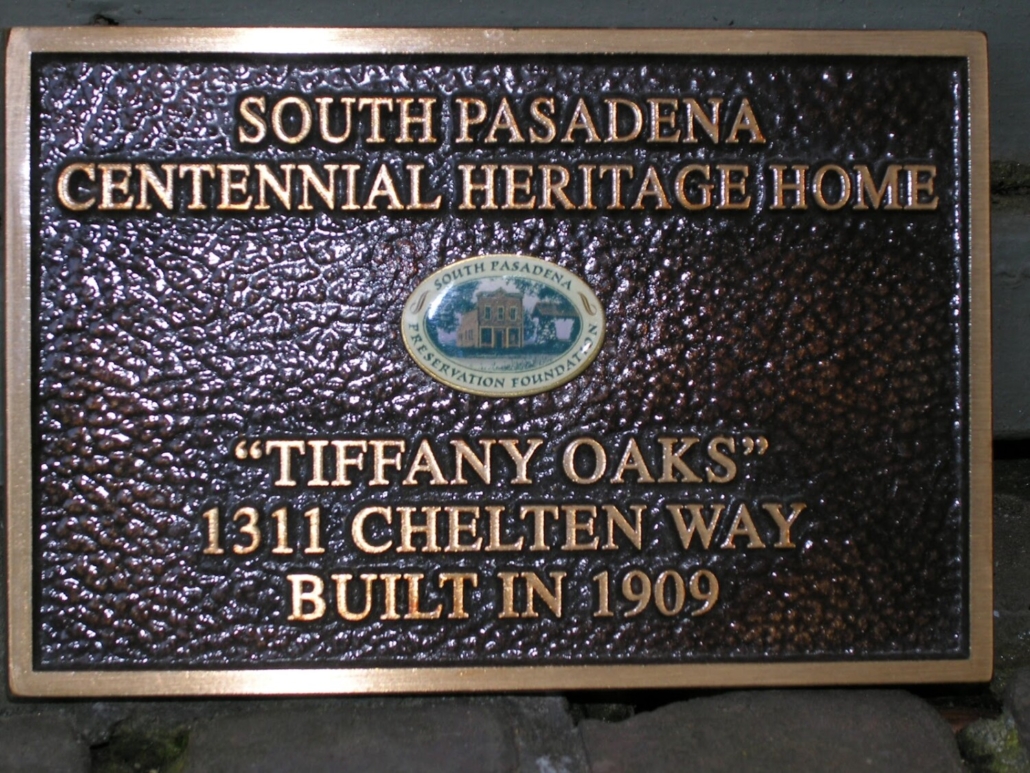 SOUTH PASADENA
CENTENNIAL HERITAGE HOME
SOUTH PASADENA
PRESERVATION FOUNDATION
“TIFFANY OAKS”
1311 CHELTEN WAY
BUILT IN 1909